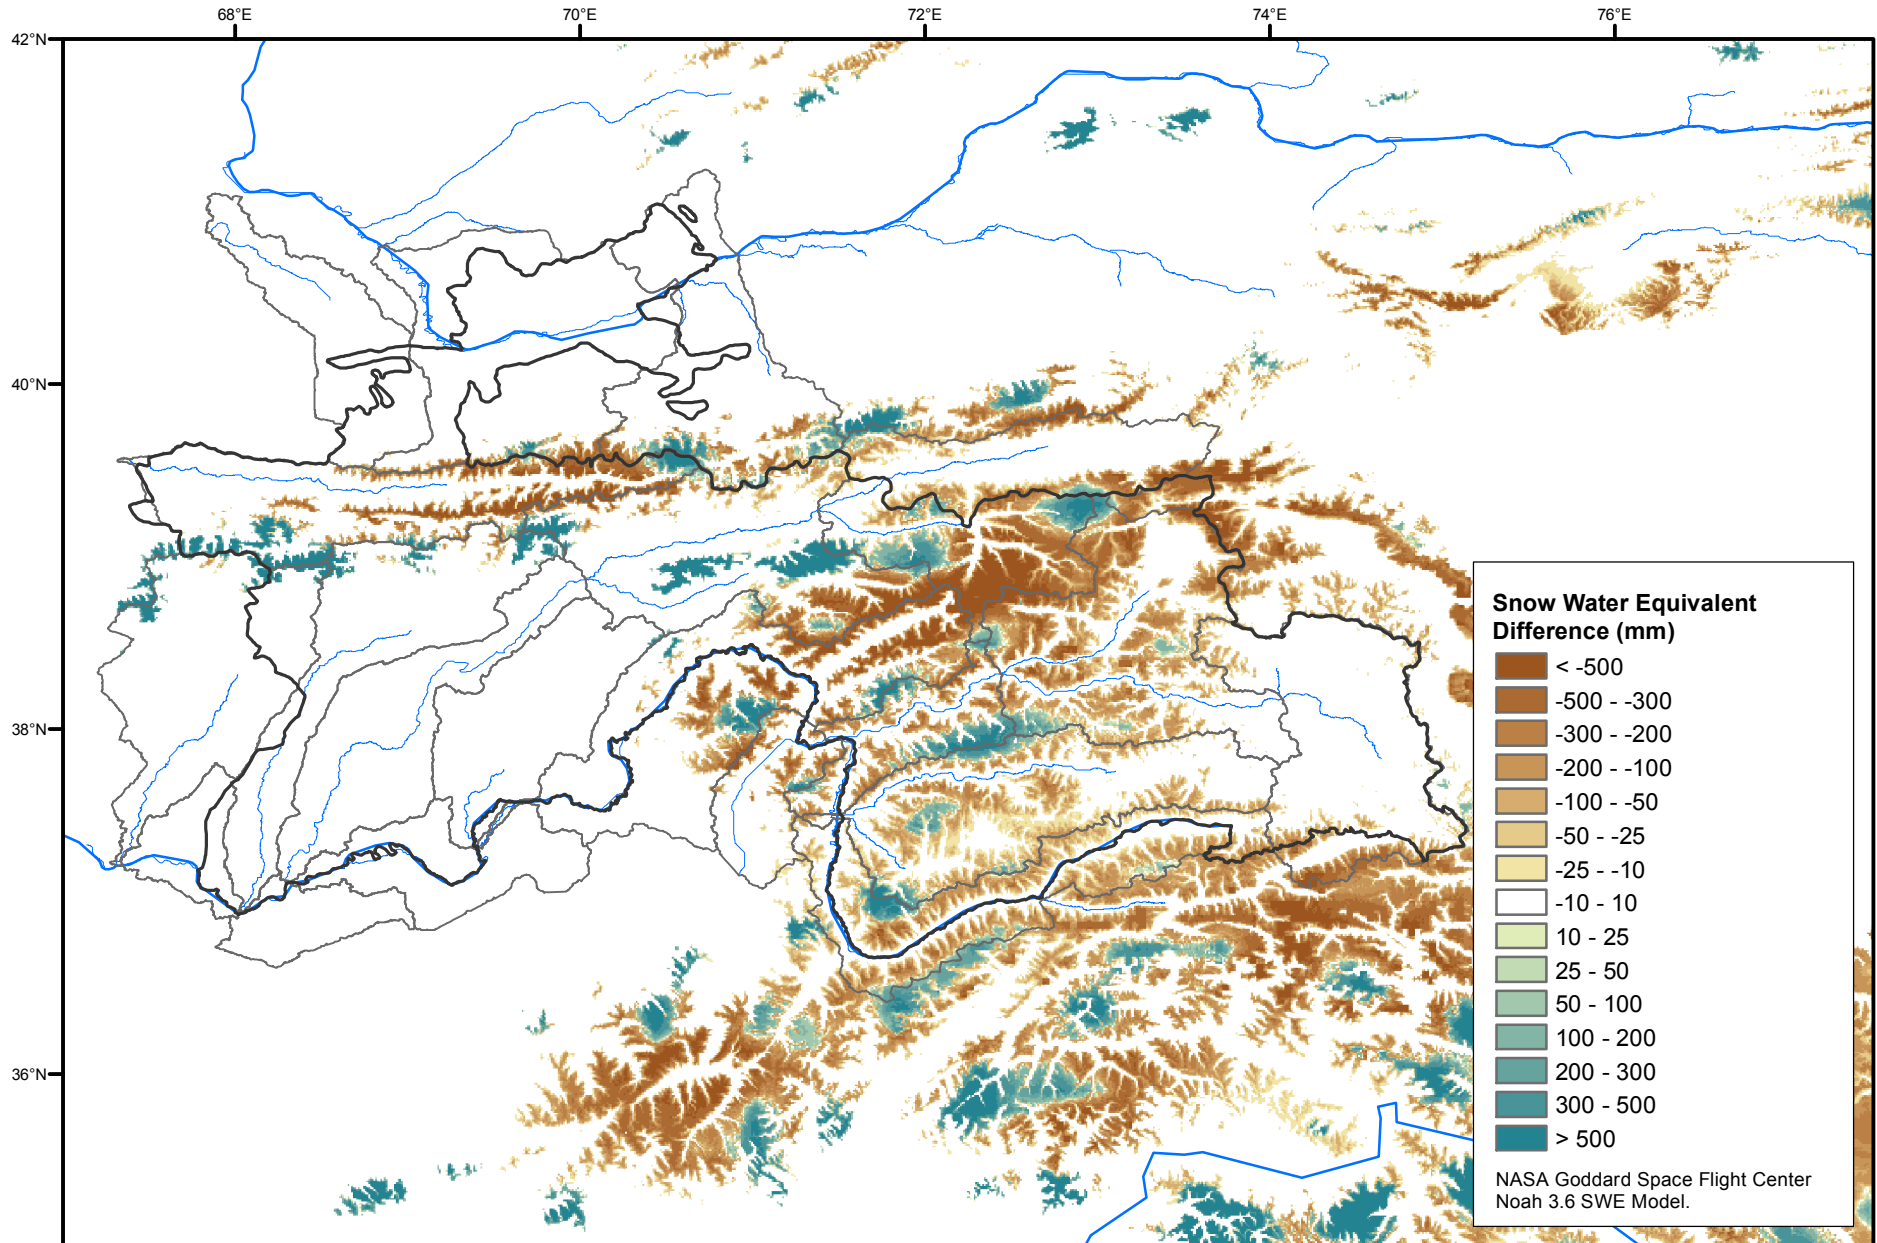 68°E 70°E 72°E 74°E 76°E
42°N
40°N
38°N
36°N
Snow Water Equivalent
Difference (mm)
< -500
-500 - -300
-300 - -200
-200 - -100
-100 - -50
-50 - -25
-25 - -10
-10 - 10
10 - 25
25 - 50
50 - 100
100 - 200
200 - 300
300 - 500
> 500
NASA Goddard Space Flight Center
Noah 3.6 SWE Model.